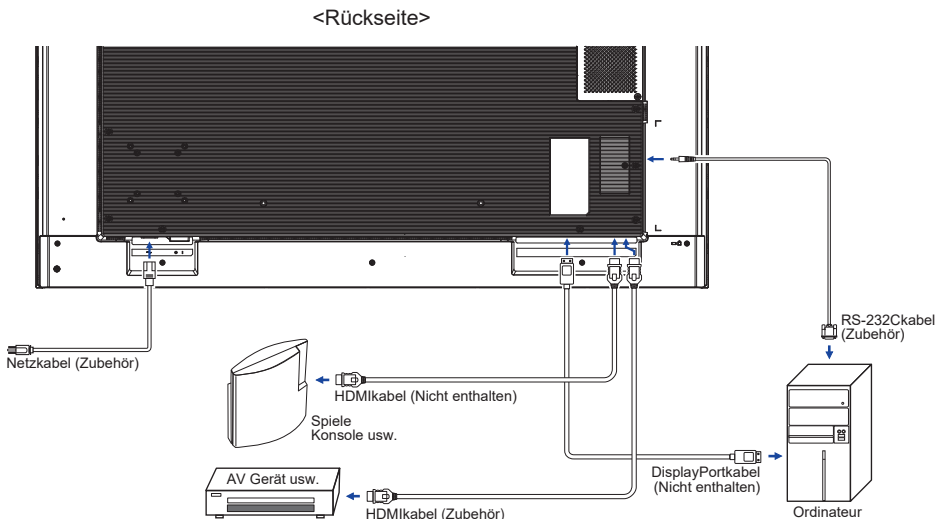 <Rückseite>
RS-232Ckabel
(Zubehör)
Netzkabel (Zubehör)
HDMIkabel (Nicht enthalten)
Spiele
Konsole usw.
DisplayPortkabel
(Nicht enthalten)
AV Gerät usw.
HDMIkabel (Zubehör)
Ordinateur